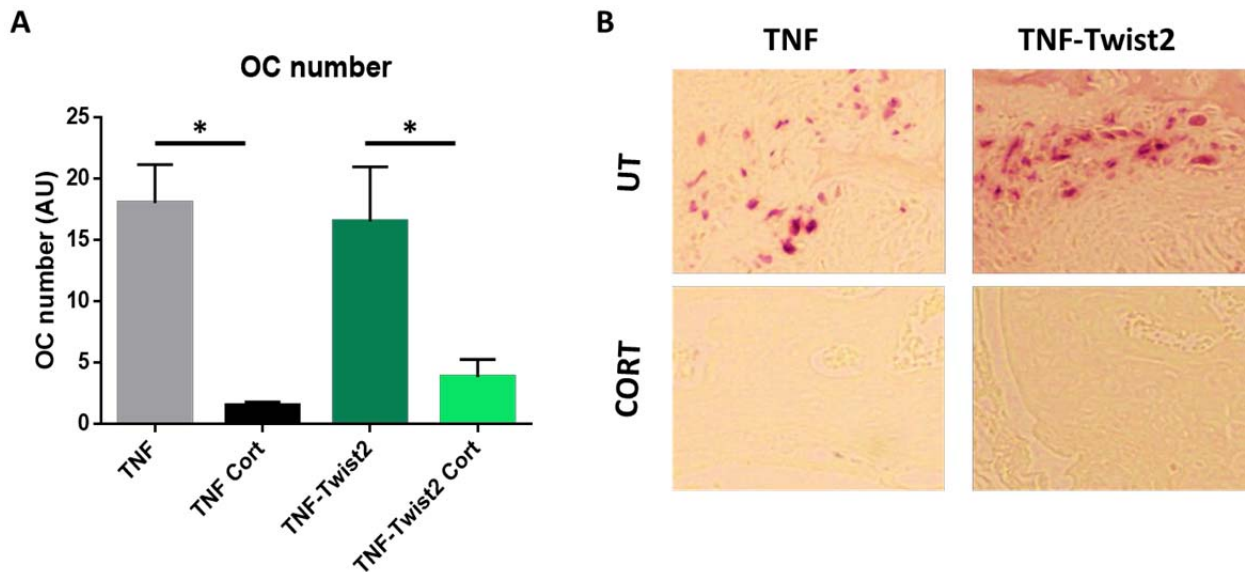 A
OC number
OC number (AU)
25
20
15
10
5
0
*
*
TNF
TNF Cort
TNF-Twist2
TNF-Twist2 Cort
B
TNF
TNF-Twist2
UT
CORT